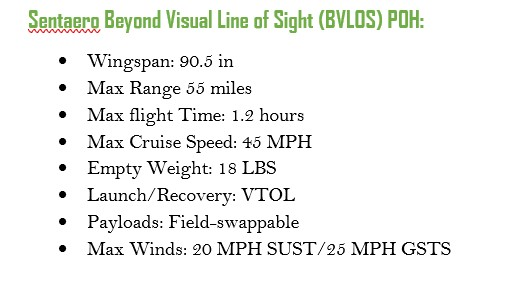 Sentaero Beyond Visual Line of Sight (BVLOS) POH:
• Wingspan: 90.5 in
• Max Range 55 miles
• Max flight Time: 1.2 hours
• Max Cruise Speed: 45 MPH
• Empty Weight: 18 LBS
• Launch/Recovery: VTOL
• Payloads: Field-swappable
• Max Winds: 20 MPH SUST/25 MPH GSTS